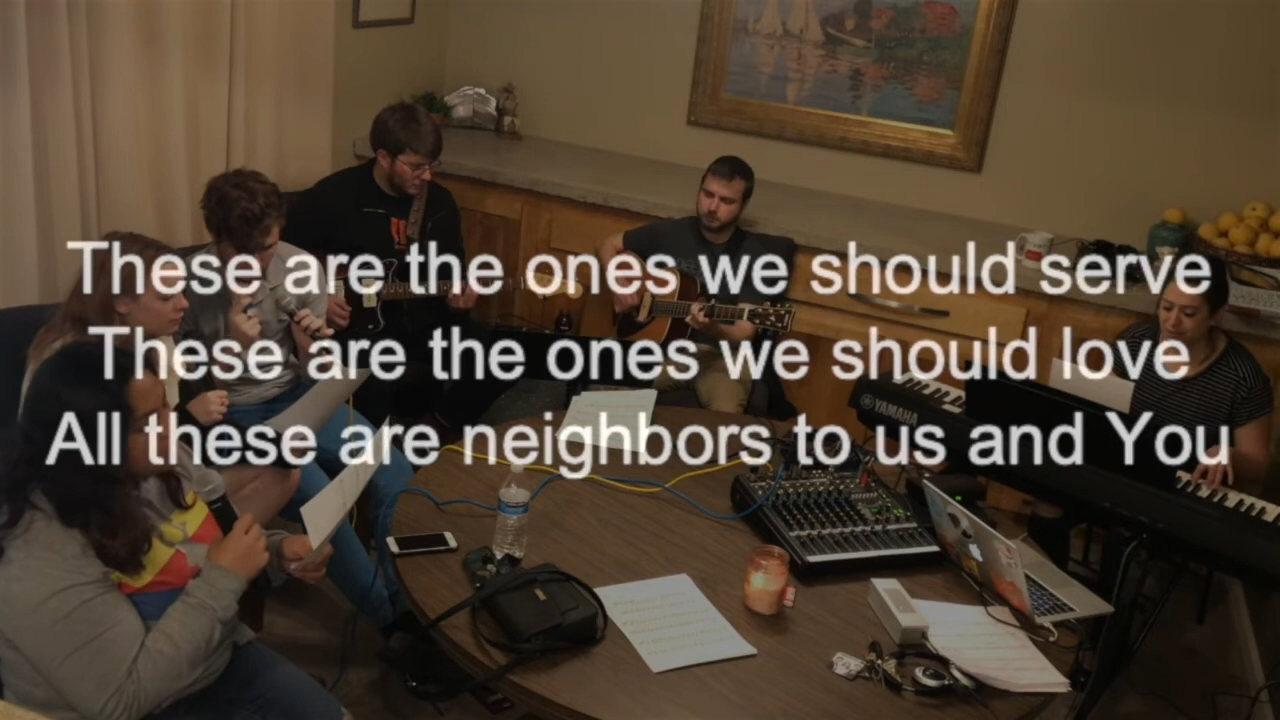 These are the ones we should serve
These are the ones we should love
All these are neighbors to us and You
YAMAHA